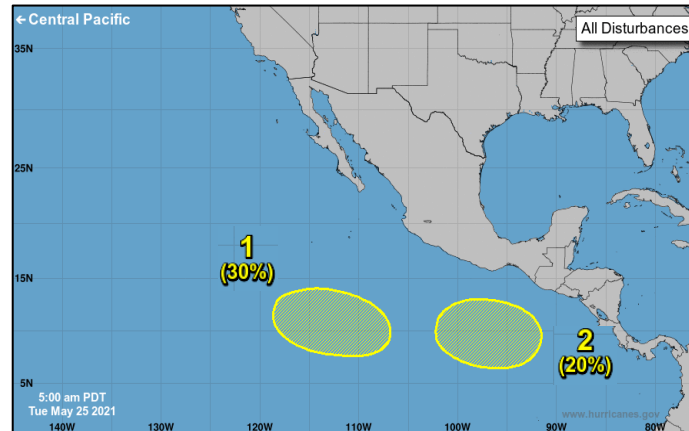 ← Central Pacific
All Disturbances
35N
25N
1
(30%)
15N
2
(20%)
5N
5:00 am PDT
Tue May 25 2021
www.hurricanes.gov
140W
130W
120W
110W
100W
90W
80W